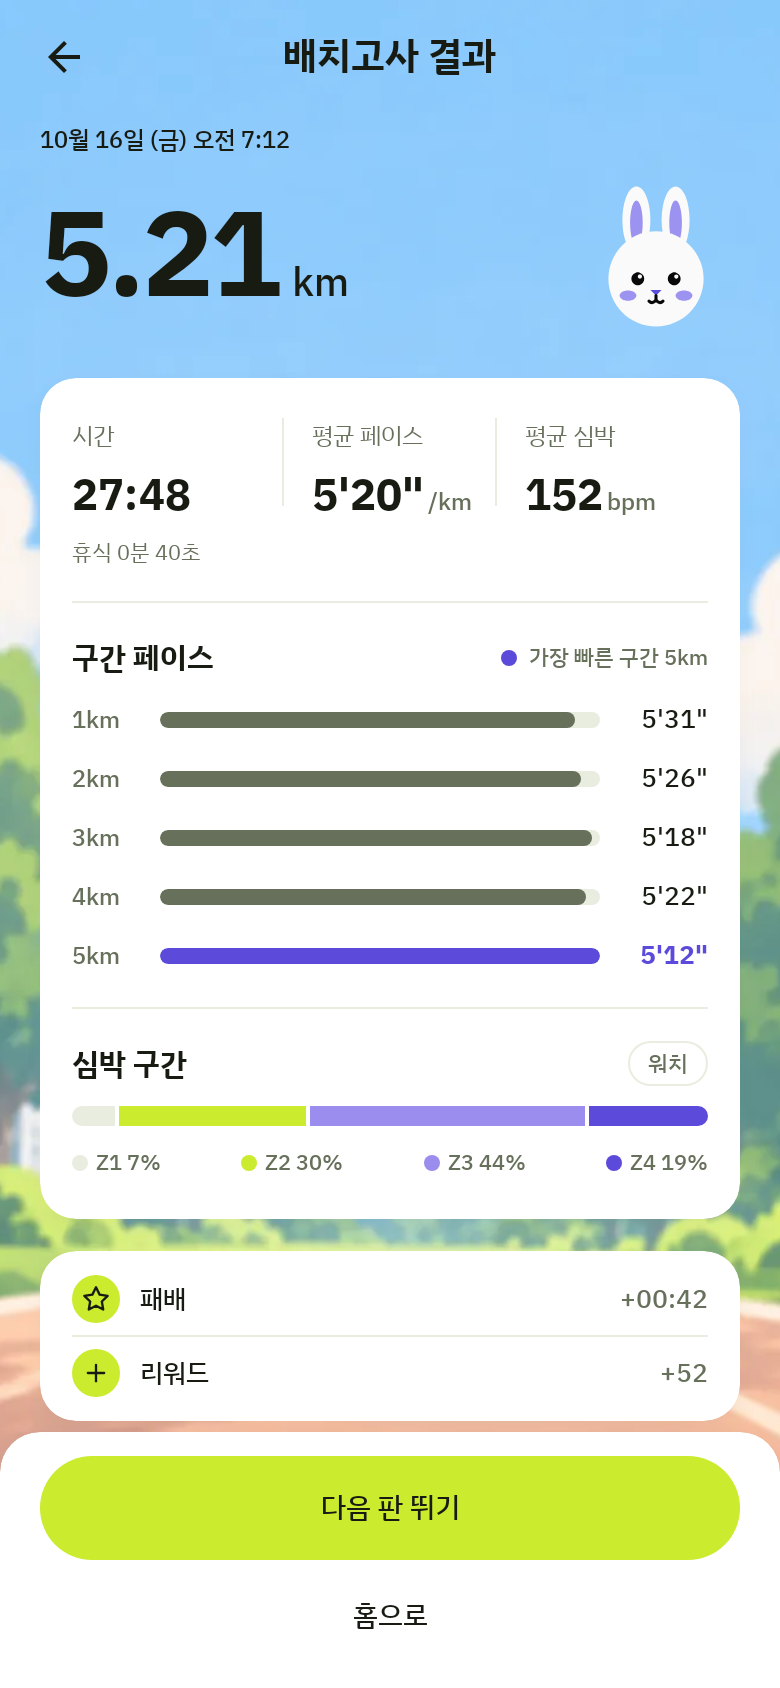 배치고사 결과
10월 16일 (금) 오전 7:12
5.21 km
시간 평균 페이스 평균 심박
27:48 5'20" /km 152 bpm
휴식 0분 40초
구간 페이스 가장 빠른 구간 5km
1km 5'31"
2km 5'26"
3km 5'18"
4km 5'22"
5km 5'12"
심박 구간 워치
Z1 7% Z2 30% Z3 44% Z4 19%
패배 +00:42
리워드 +52
다음 판 뛰기
홈으로